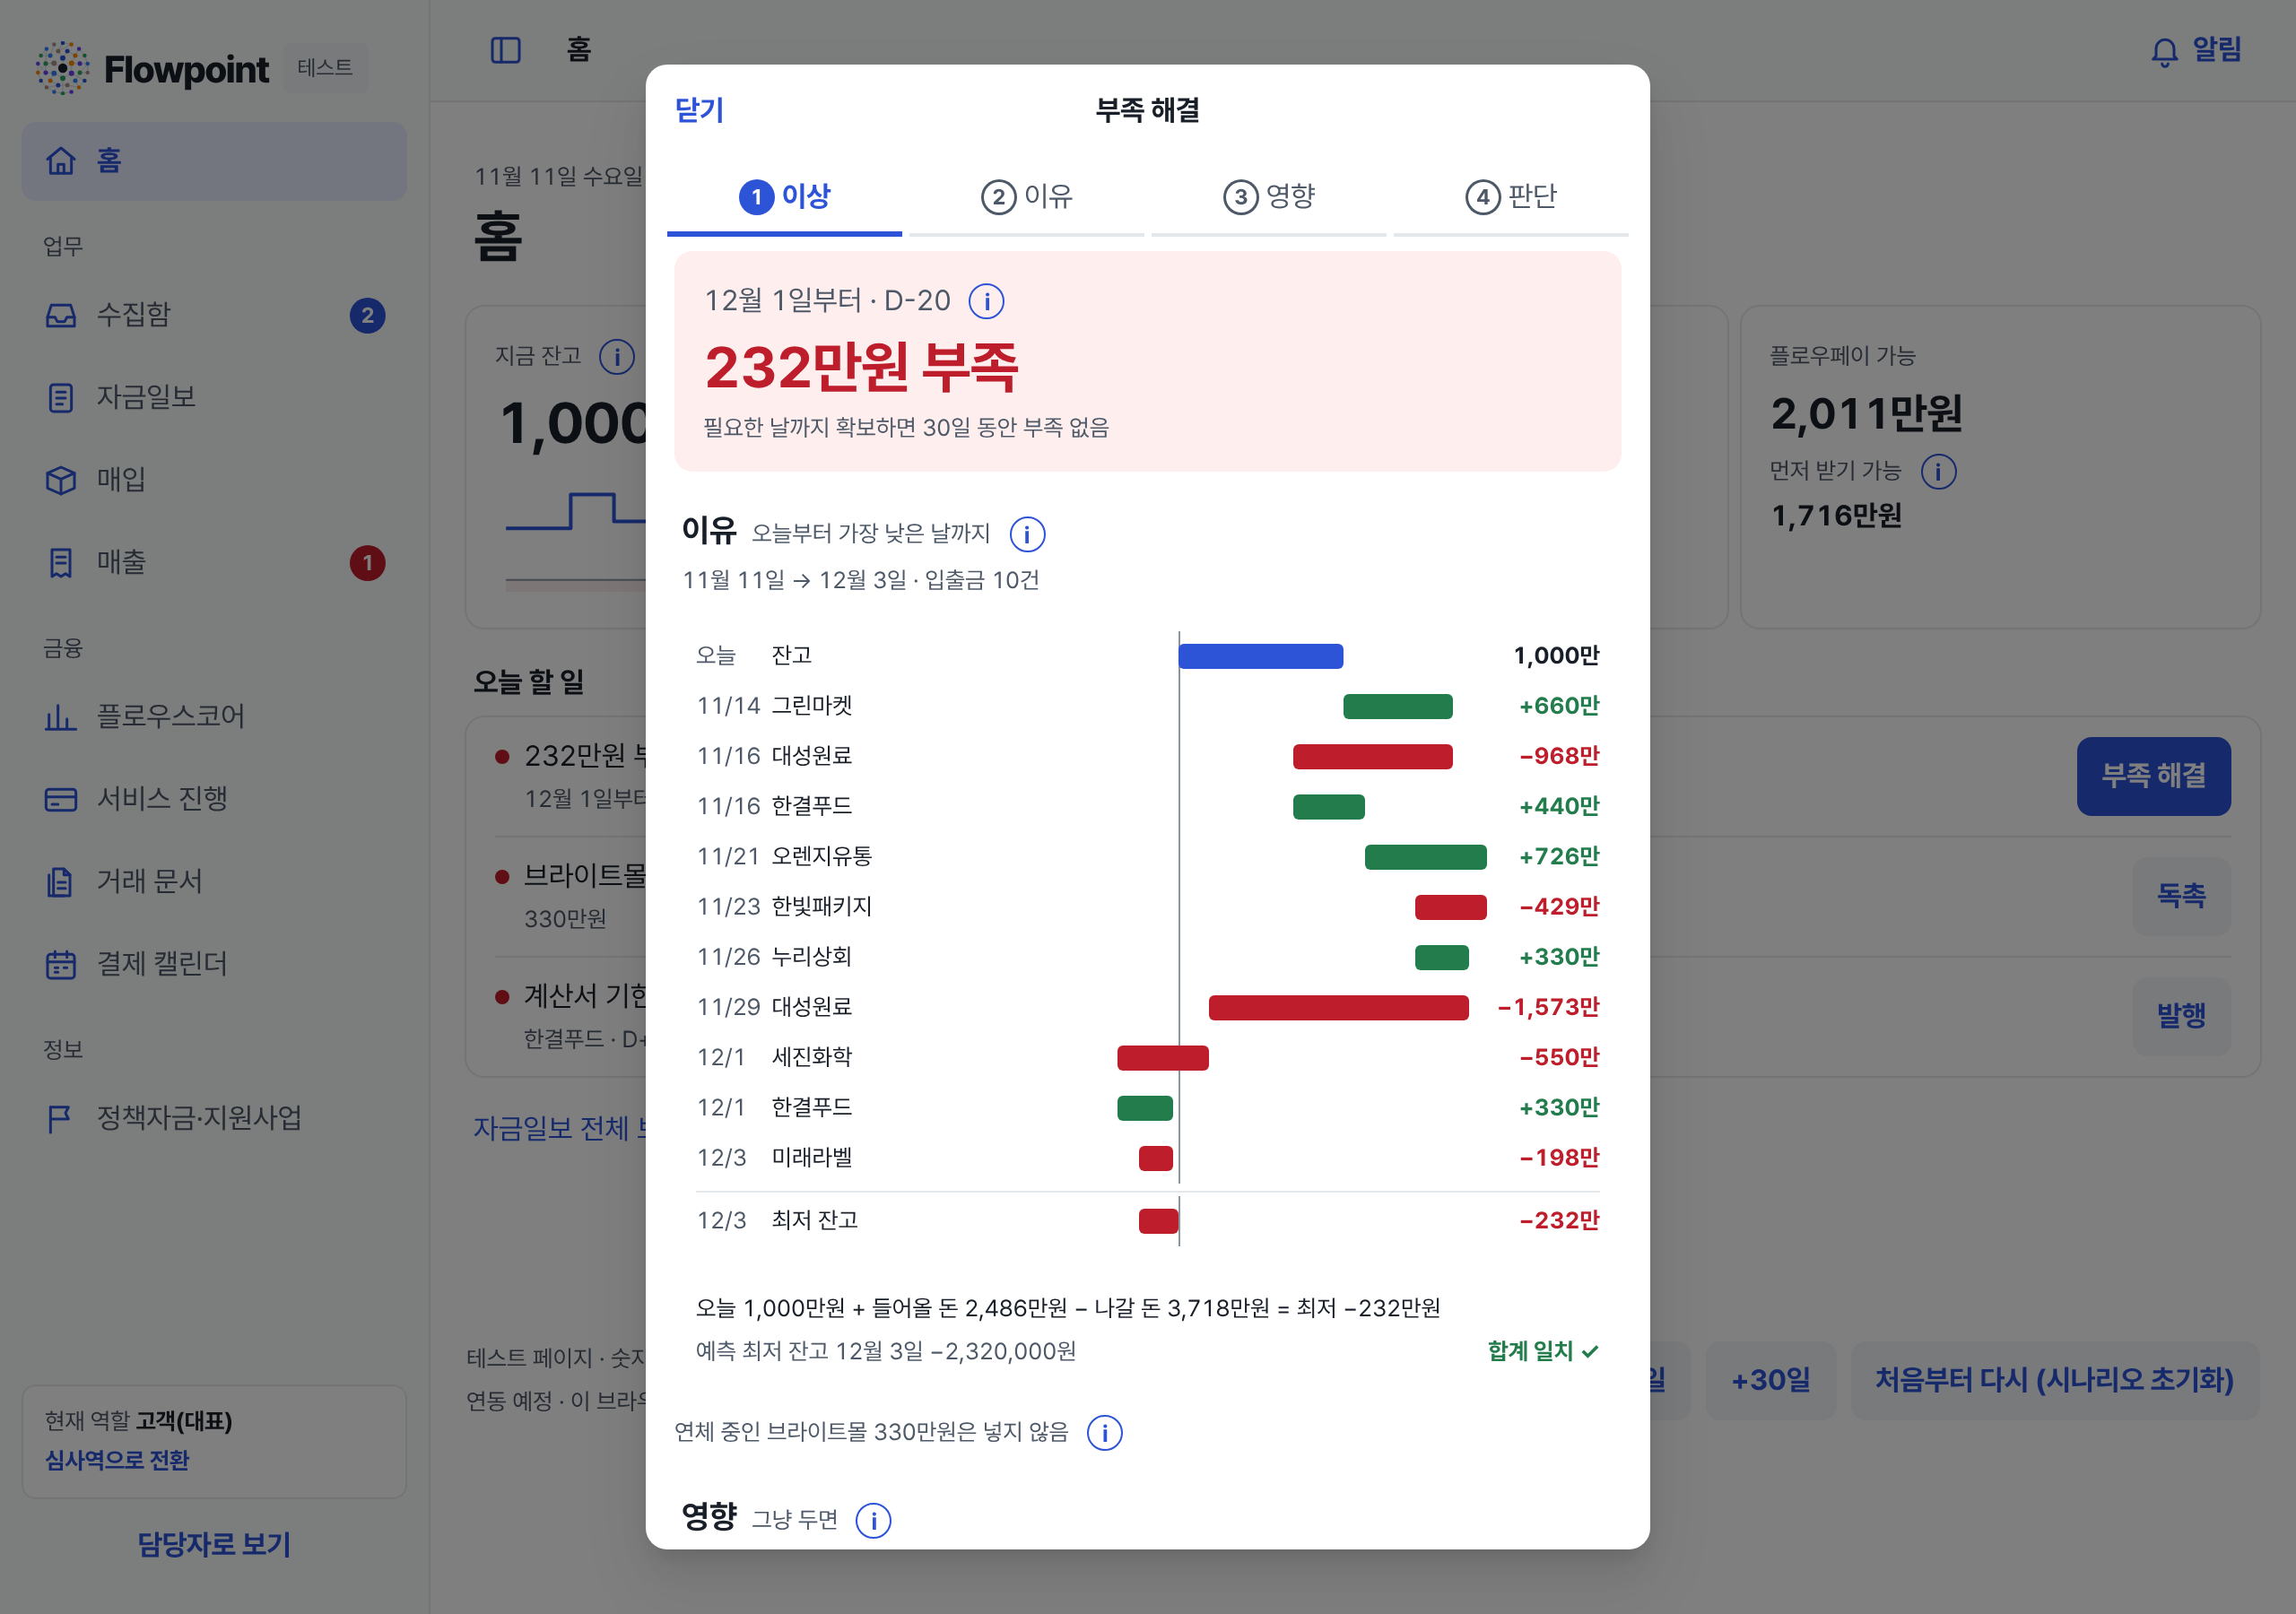 Flowpoint 테스트
홈
업무
수집함 2
자금일보
매입
매출 1
금융
플로우스코어
서비스 진행
거래 문서
결제 캘린더
정보
정책자금·지원사업
현재 역할 고객(대표)
심사역으로 전환
담당자로 보기
홈
알림
11월 11일 수요일
홈
지금 잔고
1,000
플로우페이 가능
2,011만원
먼저 받기 가능
1,716만원
오늘 할 일
232만원
12월 1일부터
부족 해결
브라이트몰
330만원
독촉
계산서 기한
한결푸드 · D+
발행
자금일보 전체
테스트 페이지 · 숫자
연동 예정 · 이
+30일
처음부터 다시 (시나리오 초기화)
닫기
부족 해결
1 이상
2 이유
3 영향
4 판단
12월 1일부터 · D-20
232만원 부족
필요한 날까지 확보하면 30일 동안 부족 없음
이유 오늘부터 가장 낮은 날까지
11월 11일 → 12월 3일 · 입출금 10건
오늘 잔고 1,000만
11/14 그린마켓 +660만
11/16 대성원료 −968만
11/16 한결푸드 +440만
11/21 오렌지유통 +726만
11/23 한빛패키지 −429만
11/26 누리상회 +330만
11/29 대성원료 −1,573만
12/1 세진화학 −550만
12/1 한결푸드 +330만
12/3 미래라벨 −198만
12/3 최저 잔고 −232만
오늘 1,000만원 + 들어올 돈 2,486만원 − 나갈 돈 3,718만원 = 최저 −232만원
예측 최저 잔고 12월 3일 −2,320,000원
합계 일치 ✓
연체 중인 브라이트몰 330만원은 넣지 않음
영향 그냥 두면